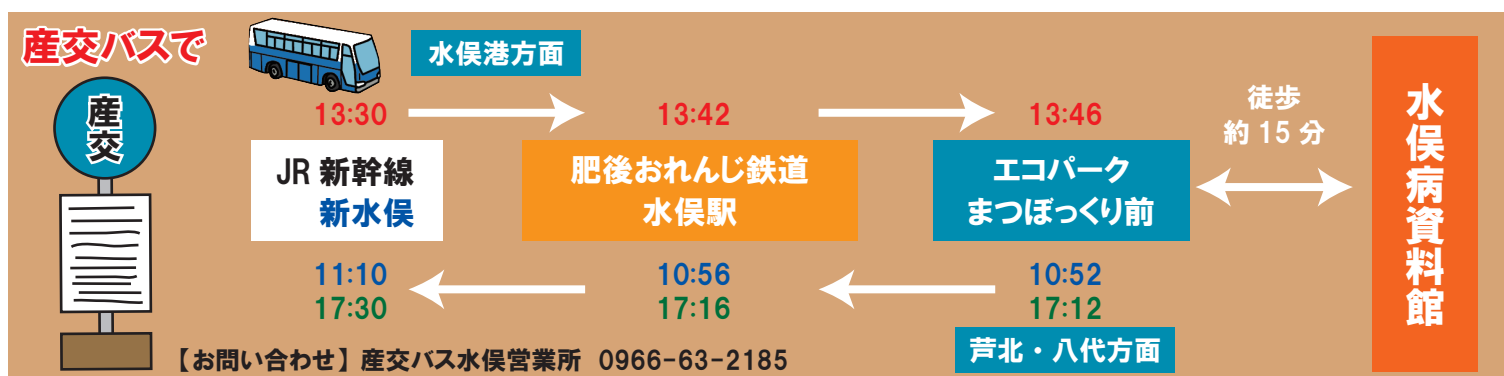 産交バスで
水俣港方面
産交
13:30
13:42
13:46
徒歩
約 15 分
JR 新幹線
新水俣
肥後おれんじ鉄道
水俣駅
エコパーク
まつぼっくり前
水俣病資料館
11:10
10:56
10:52
17:30
17:16
17:12
芦北・八代方面
【お問い合わせ】産交バス水俣営業所 0966-63-2185